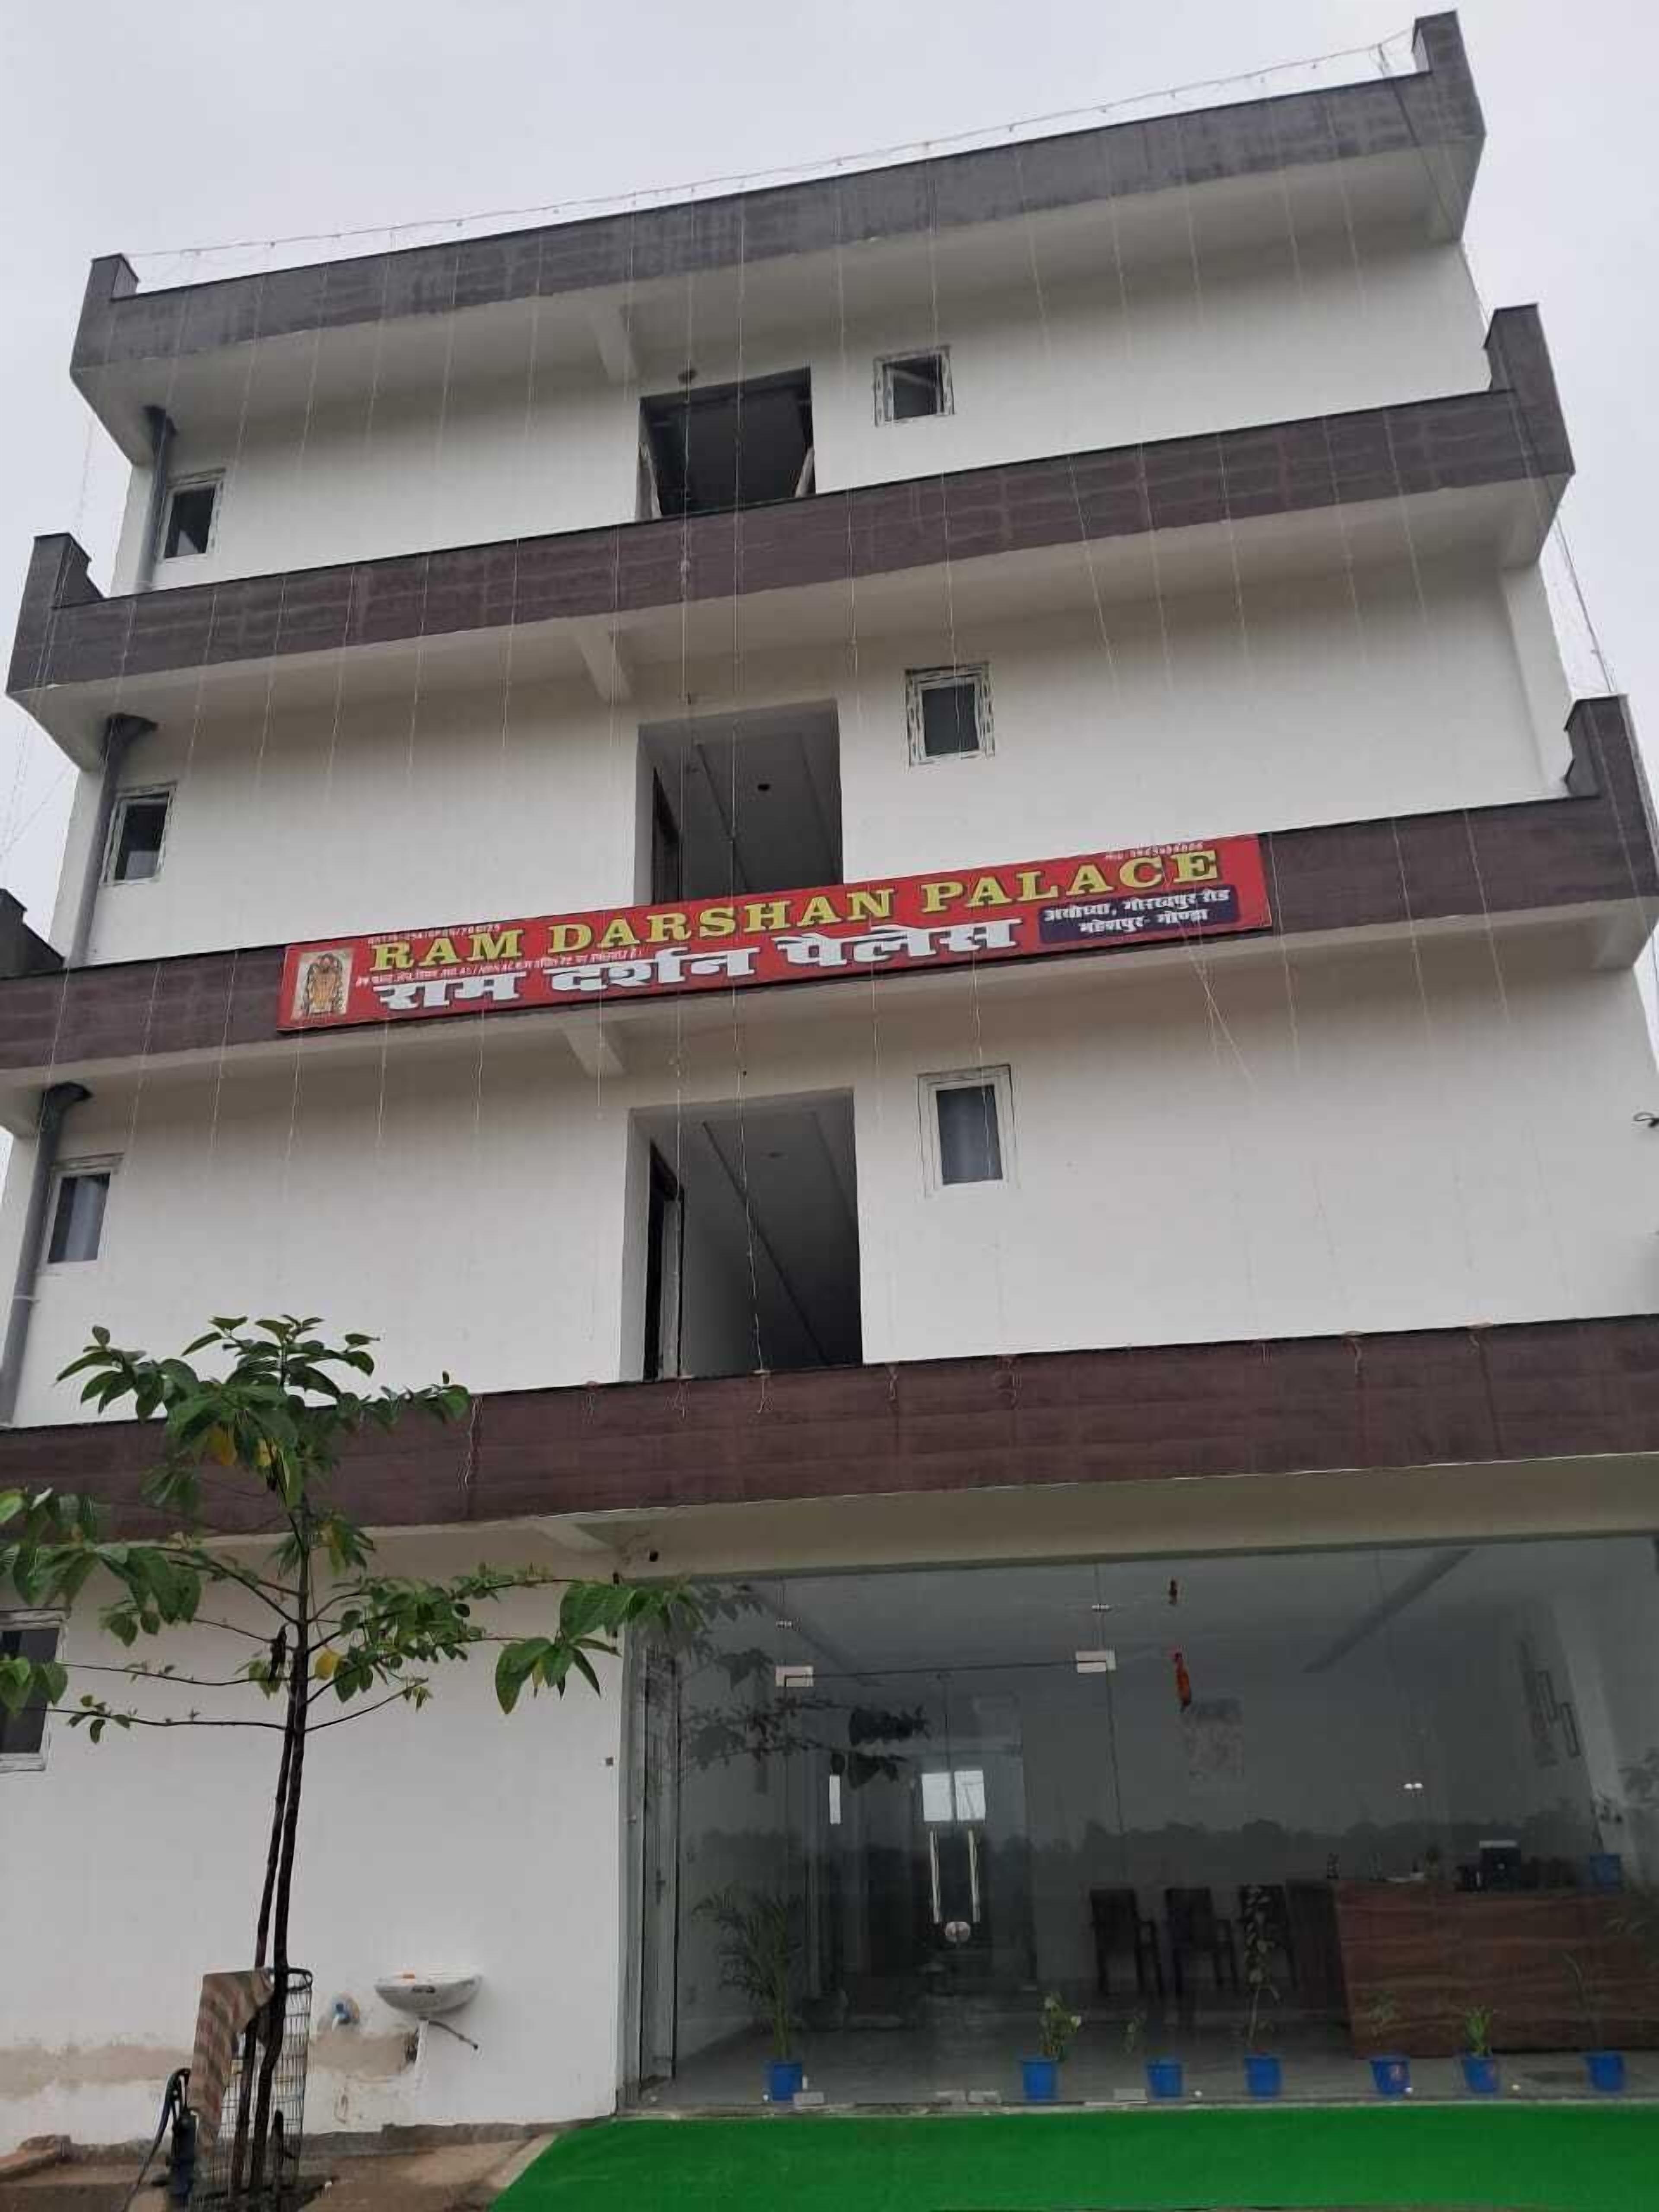 RAM DARSHAN PALACE
राम दर्शन पैलेस
अयोध्या, गोरखपुर रोड
महेशपुर- गोण्डा